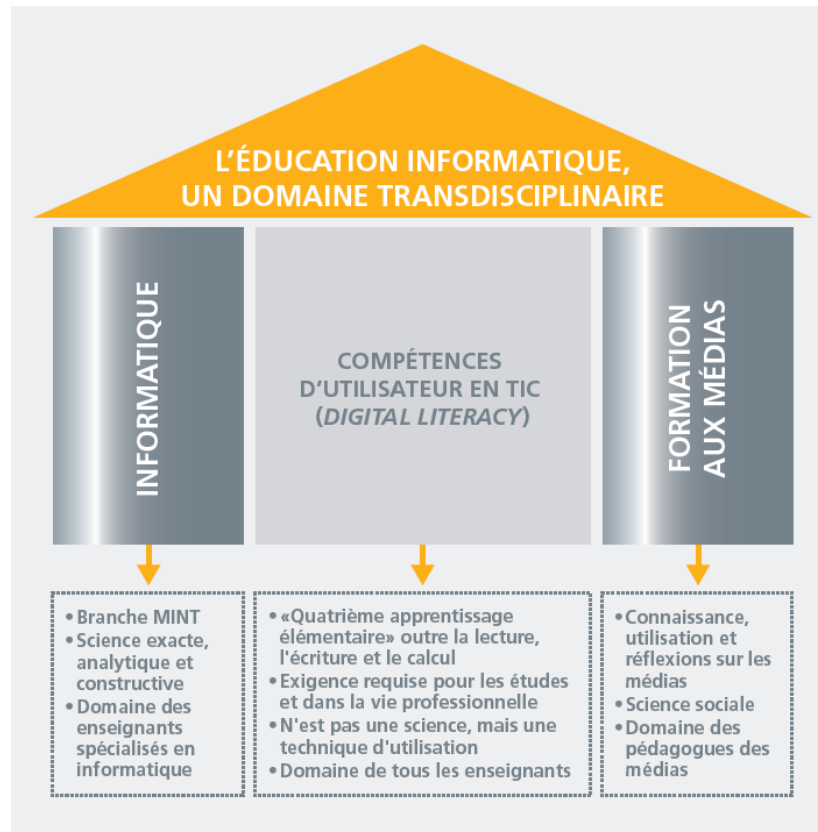 L'ÉDUCATION INFORMATIQUE,
UN DOMAINE TRANSDISCIPLINAIRE
INFORMATIQUE
COMPÉTENCES
D'UTILISATEUR EN TIC
(DIGITAL LITERACY)
FORMATION
AUX MÉDIAS
• Branche MINT
• Science exacte,
analytique et
constructive
• Domaine des
enseignants
spécialisés en
informatique
• «Quatrième apprentissage
élémentaire» outre la lecture,
l'écriture et le calcul
• Exigence requise pour les études
et dans la vie professionnelle
• N'est pas une science, mais une
technique d'utilisation
• Domaine de tous les enseignants
• Connaissance,
utilisation et
réflexions sur les
médias
• Science sociale
• Domaine des
pédagogues des
médias